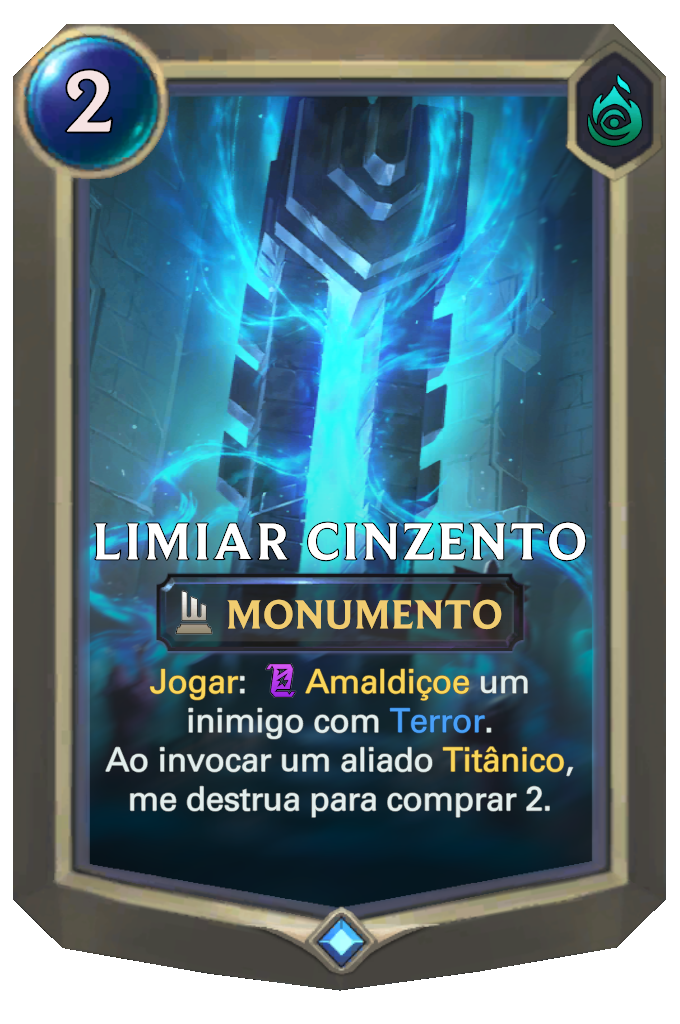 2
LIMIAR CINZENTO
MONUMENTO
Jogar: Amaldiçoe um
inimigo com Terror.
Ao invocar um aliado Titânico,
me destrua para comprar 2.